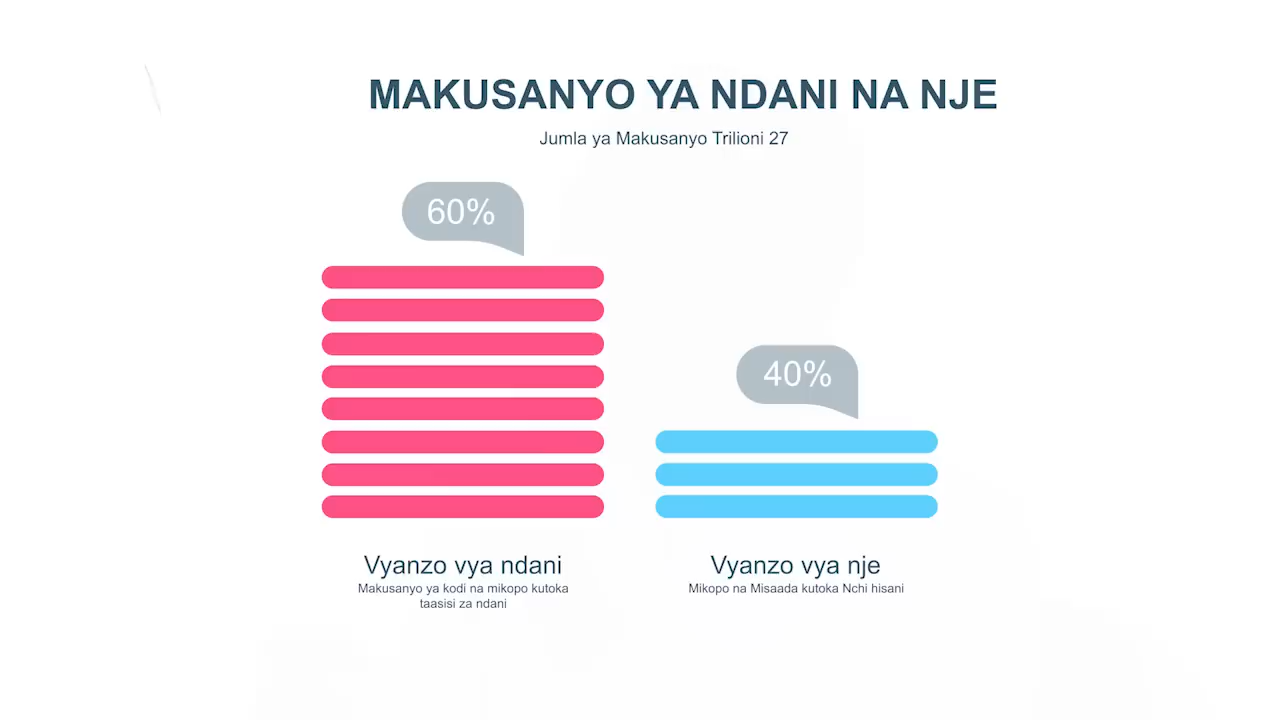 MAKUSANYO YA NDANI NA NJE
Jumla ya Makusanyo Trilioni 27
60%
40%
Vyanzo vya ndani
Makusanyo ya kodi na mikopo kutoka
taasisi za ndani
Vyanzo vya nje
Mikopo na Misaada kutoka Nchi hisani